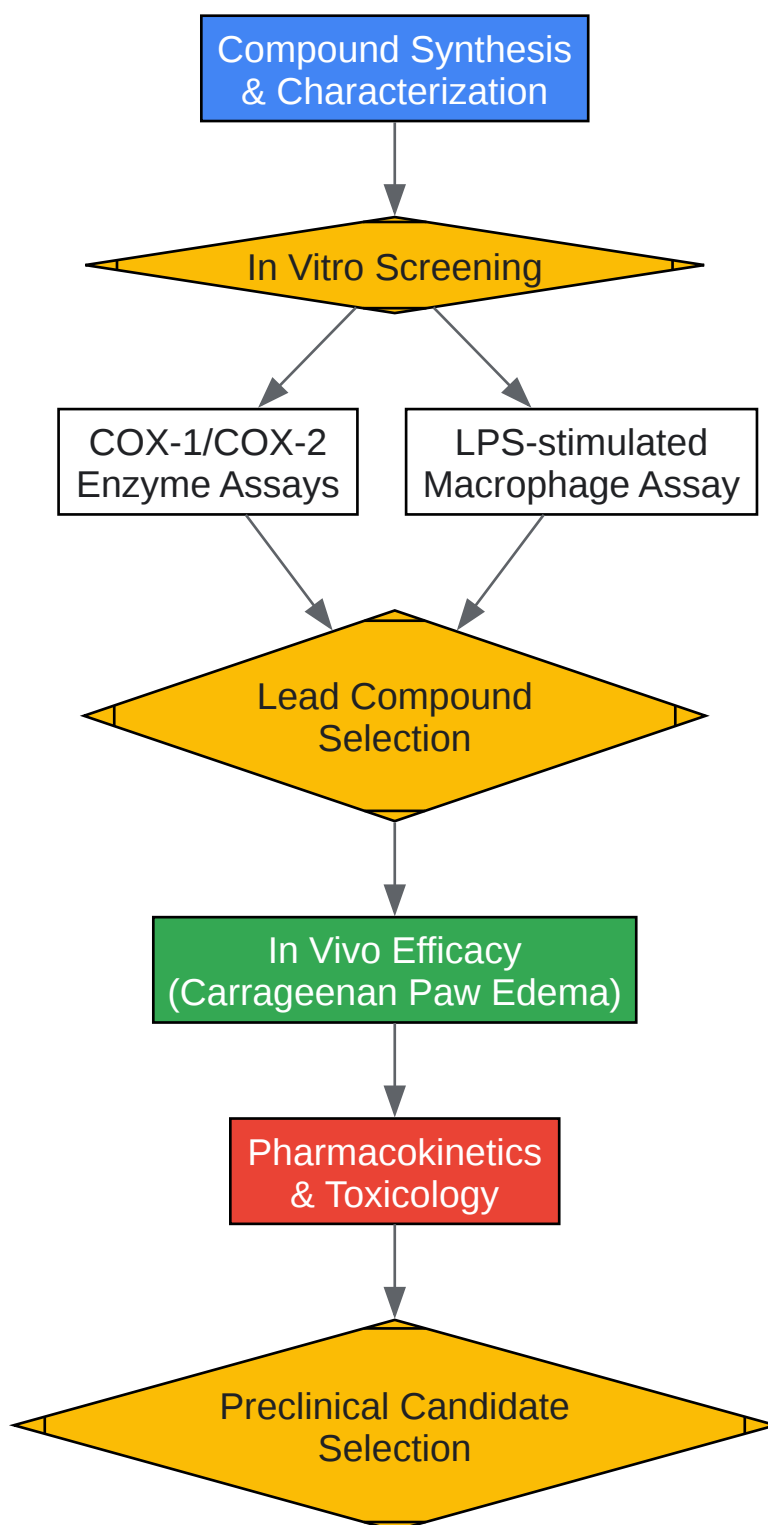 Compound Synthesis
& Characterization
In Vitro Screening
COX-1/COX-2
Enzyme Assays
LPS-stimulated
Macrophage Assay
Lead Compound
Selection
In Vivo Efficacy
(Carrageenan Paw Edema)
Pharmacokinetics
& Toxicology
Preclinical Candidate
Selection